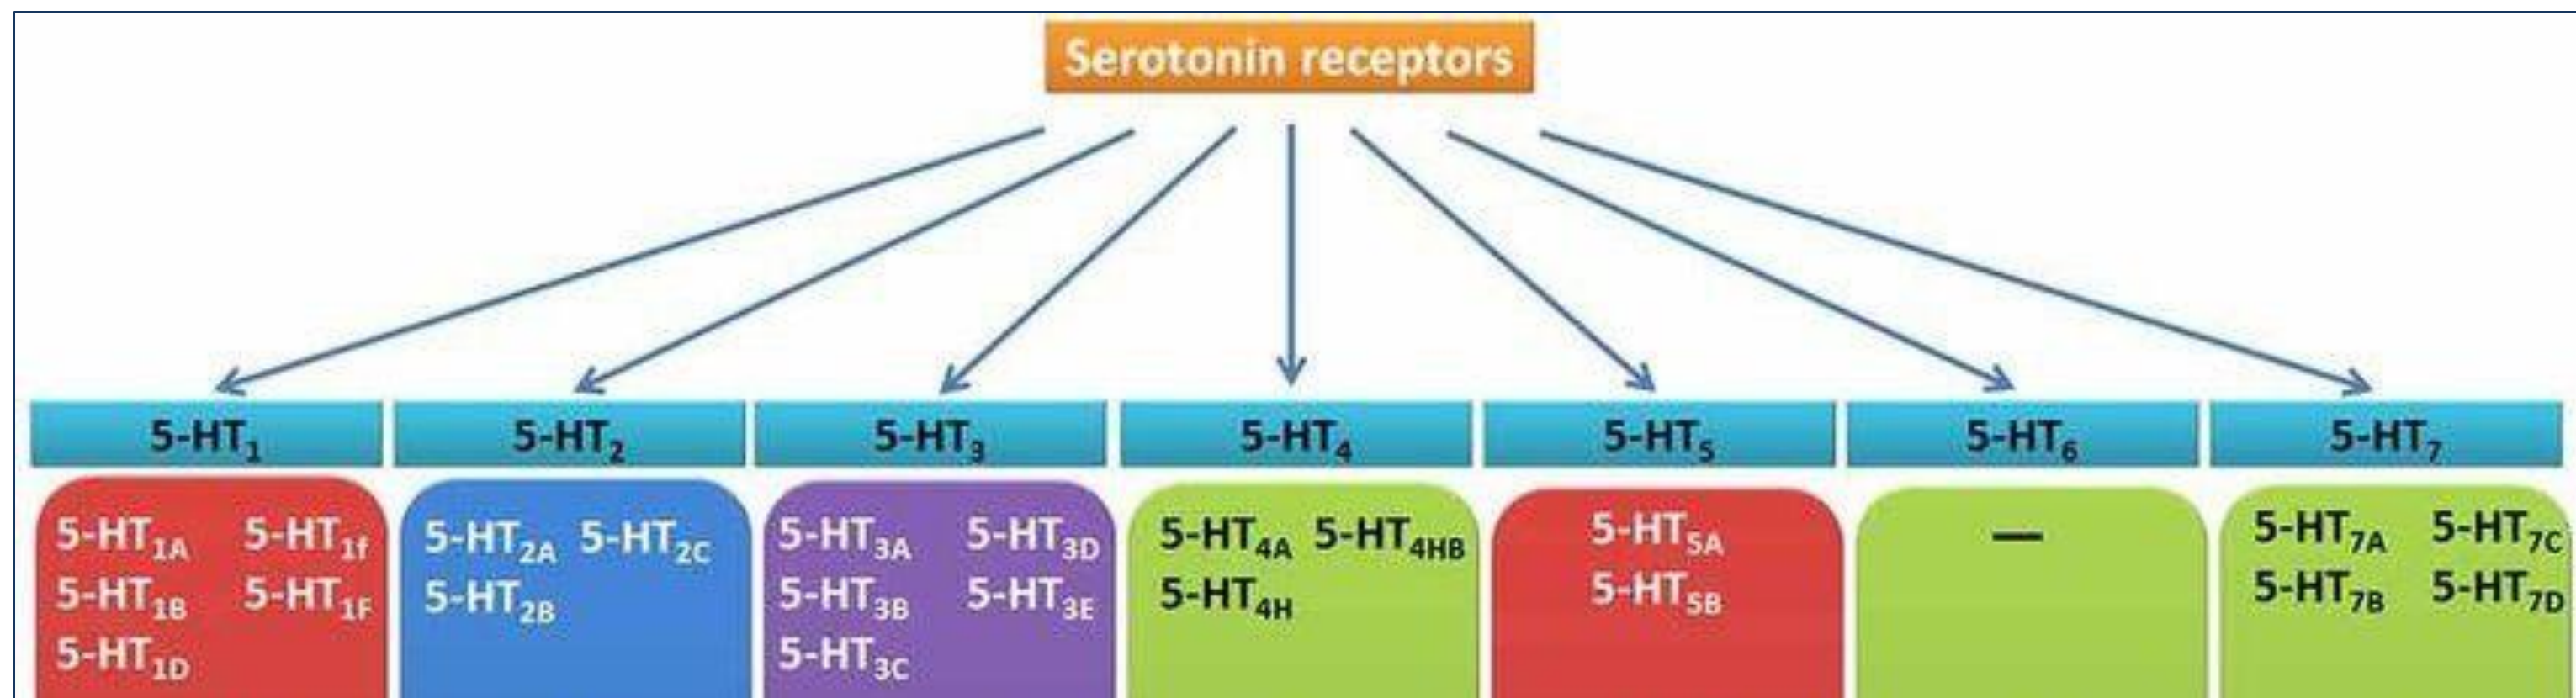 Serotonin receptors
5-HT₁ 5-HT₂ 5-HT₃ 5-HT₄ 5-HT₅ 5-HT₆ 5-HT₇
5-HT₁A 5-HT₁f
5-HT₁B 5-HT₁F
5-HT₁D
5-HT₂A 5-HT₂C
5-HT₂B
5-HT₃A 5-HT₃D
5-HT₃B 5-HT₃E
5-HT₃C
5-HT₄A 5-HT₄HB
5-HT₄H
5-HT₅A
5-HT₅B
—
5-HT₇A 5-HT₇C
5-HT₇B 5-HT₇D